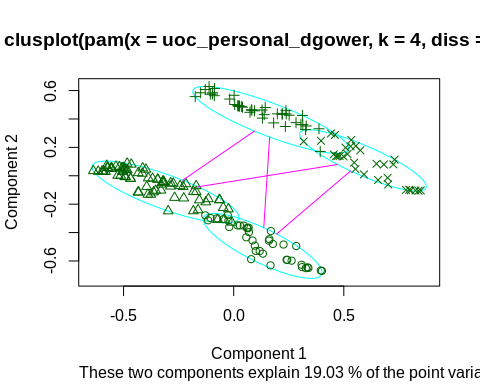 clusplot(pam(x = uoc_personal_dgower, k = 4, diss =
Component 2
0.6
0.2
-0.2
-0.6
-0.5
0.0
0.5
Component 1
These two components explain 19.03 % of the point varia